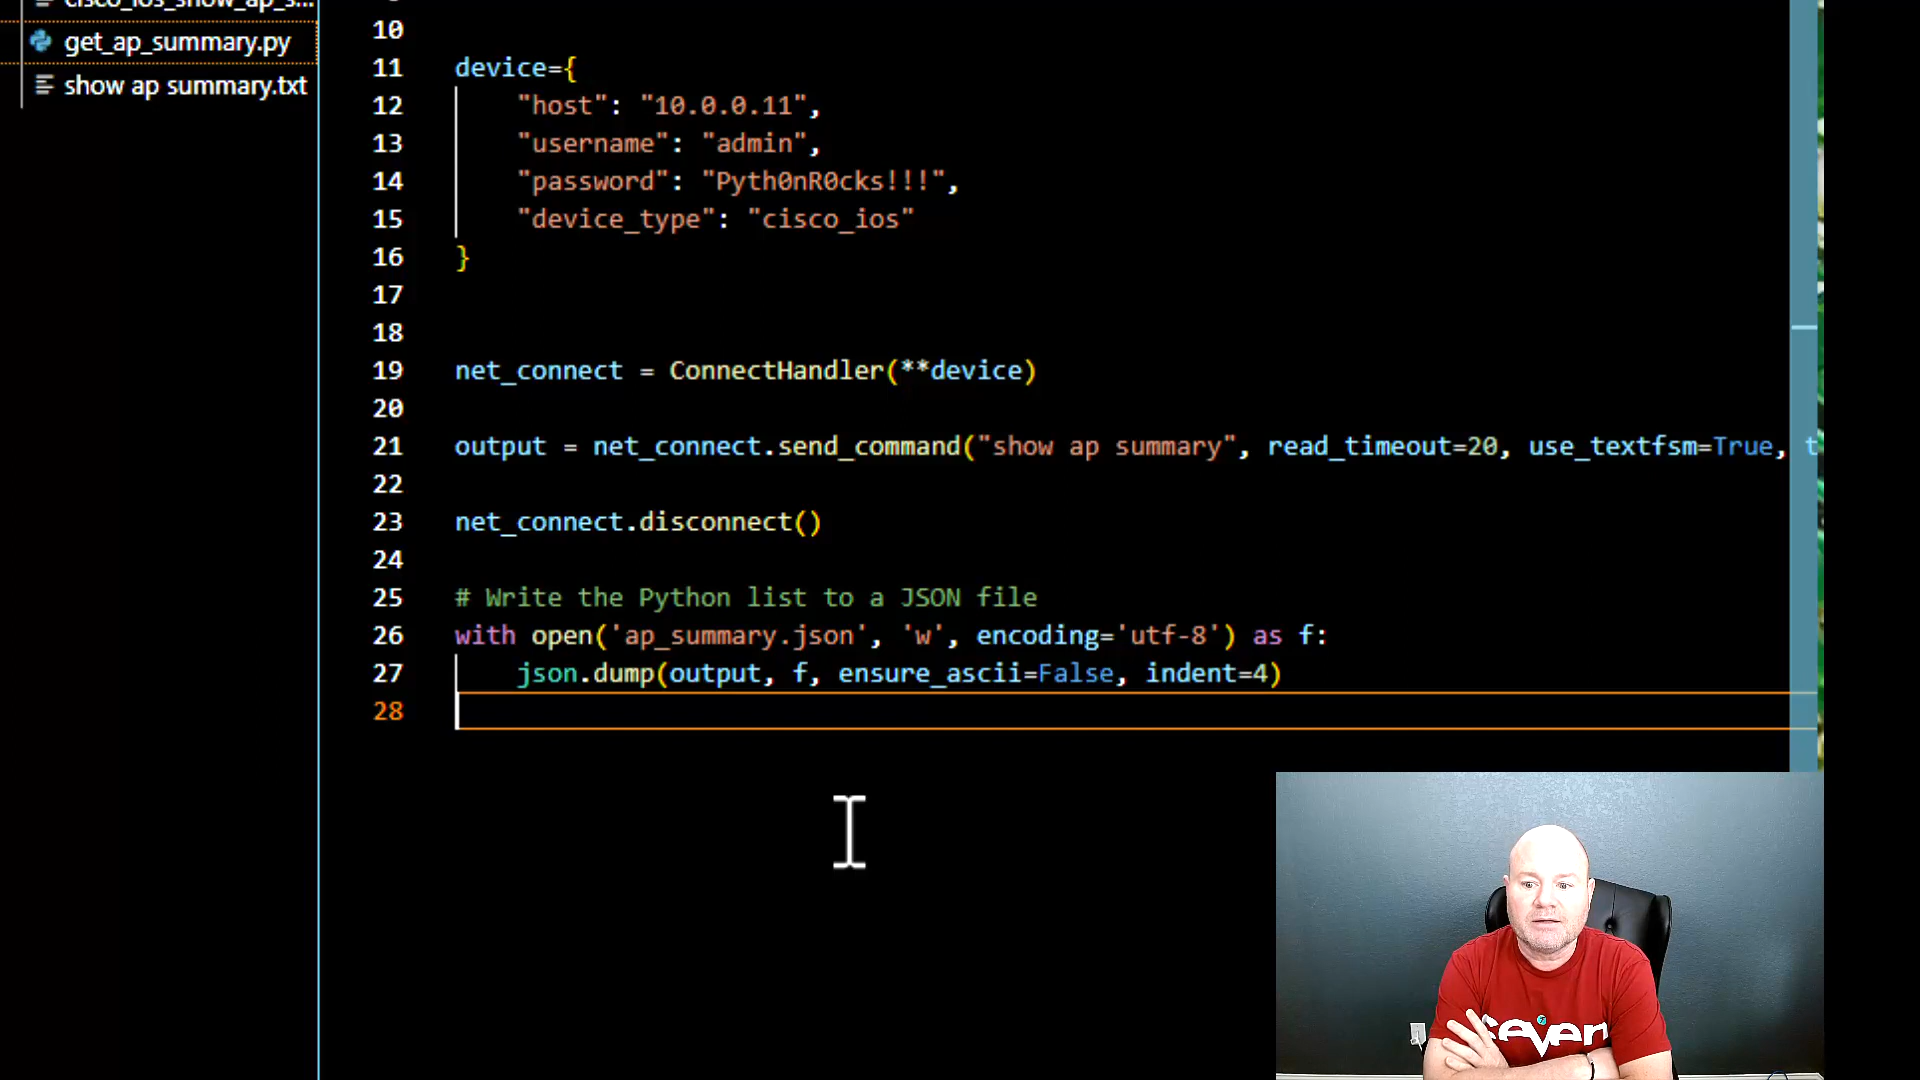 cisco_ios_show_ap_s...
get_ap_summary.py
show ap summary.txt
10
11 device={
12 "host": "10.0.0.11",
13 "username": "admin",
14 "password": "Pyth0nR0cks!!!",
15 "device_type": "cisco_ios"
16 }
17
18
19 net_connect = ConnectHandler(**device)
20
21 output = net_connect.send_command("show ap summary", read_timeout=20, use_textfsm=True, t
22
23 net_connect.disconnect()
24
25 # Write the Python list to a JSON file
26 with open('ap_summary.json', 'w', encoding='utf-8') as f:
27 json.dump(output, f, ensure_ascii=False, indent=4)
28
seven